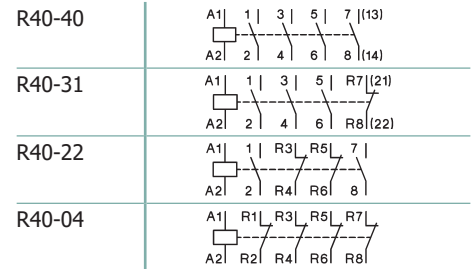 R40-40
A1 1 3 5 7 (13)
A2 2 4 6 8 (14)
R40-31
A1 1 3 5 R7 (21)
A2 2 4 6 R8 (22)
R40-22
A1 1 R3 R5 7
A2 2 R4 R6 8
R40-04
A1 R1 R3 R5 R7
A2 R2 R4 R6 R8